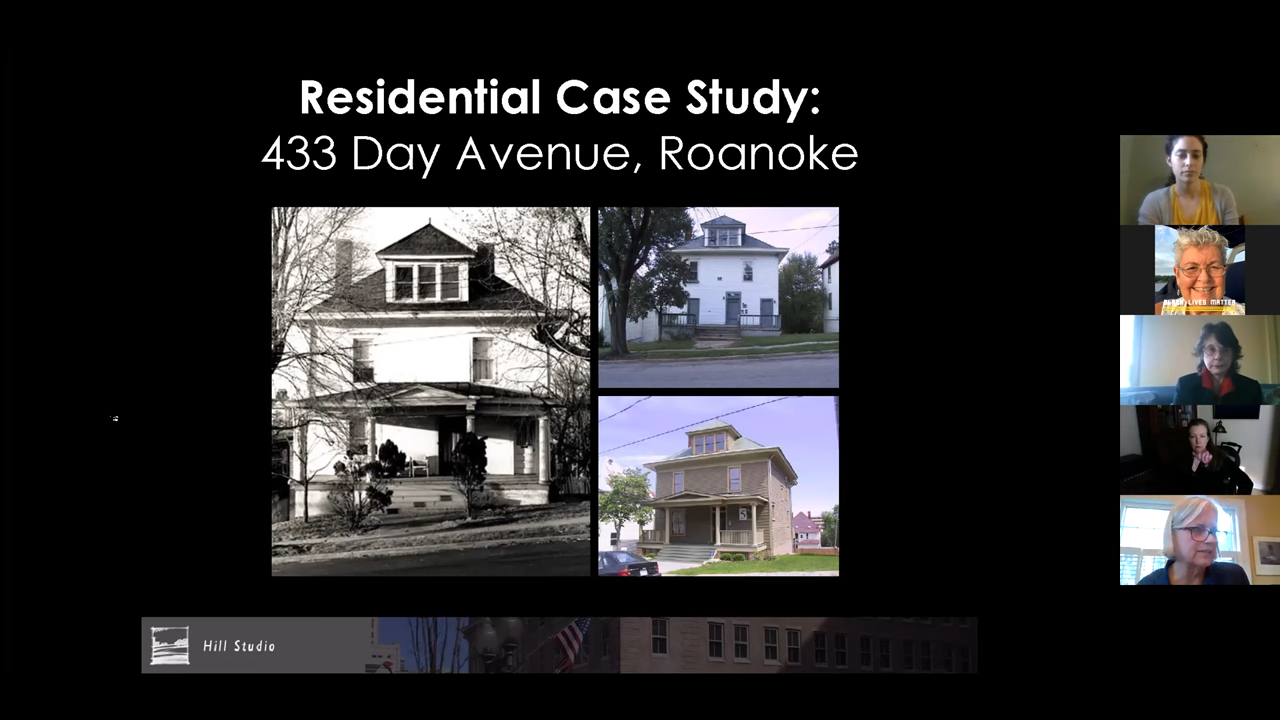 Residential Case Study:
433 Day Avenue, Roanoke
BLACK LIVES MATTER
Hill Studio